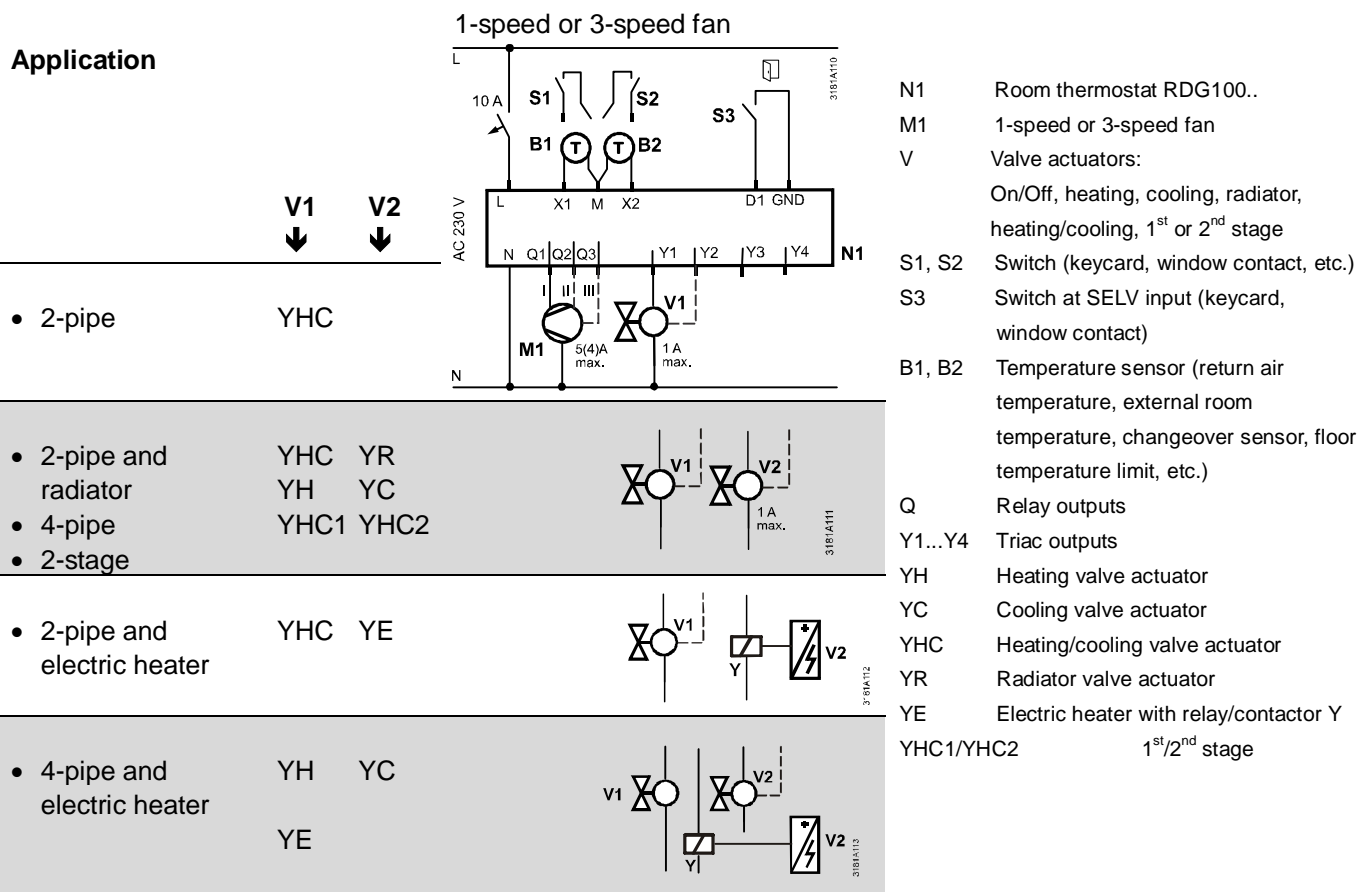 1-speed or 3-speed fan
Application
V1 V2
🡻 🡻
L
10 A
S1 S2
S3
B1 T T B2
3181A110
AC 230 V
L X1 M X2 D1 GND
N Q1 Q2 Q3 Y1 Y2 Y3 Y4 N1
I II III
V1
M1 5(4)A max.
1 A max.
N
• 2-pipe YHC
• 2-pipe and YHC YR
radiator YH YC
• 4-pipe YHC1 YHC2
• 2-stage
V1 V2
1 A
max.
3181A111
• 2-pipe and YHC YE
electric heater
V1
Y V2
3181A112
• 4-pipe and YH YC
electric heater
YE
V1 V2
Y V2
3181A113
N1 Room thermostat RDG100..
M1 1-speed or 3-speed fan
V Valve actuators:
On/Off, heating, cooling, radiator,
heating/cooling, 1st or 2nd stage
S1, S2 Switch (keycard, window contact, etc.)
S3 Switch at SELV input (keycard,
window contact)
B1, B2 Temperature sensor (return air
temperature, external room
temperature, changeover sensor, floor
temperature limit, etc.)
Q Relay outputs
Y1...Y4 Triac outputs
YH Heating valve actuator
YC Cooling valve actuator
YHC Heating/cooling valve actuator
YR Radiator valve actuator
YE Electric heater with relay/contactor Y
YHC1/YHC2 1st/2nd stage